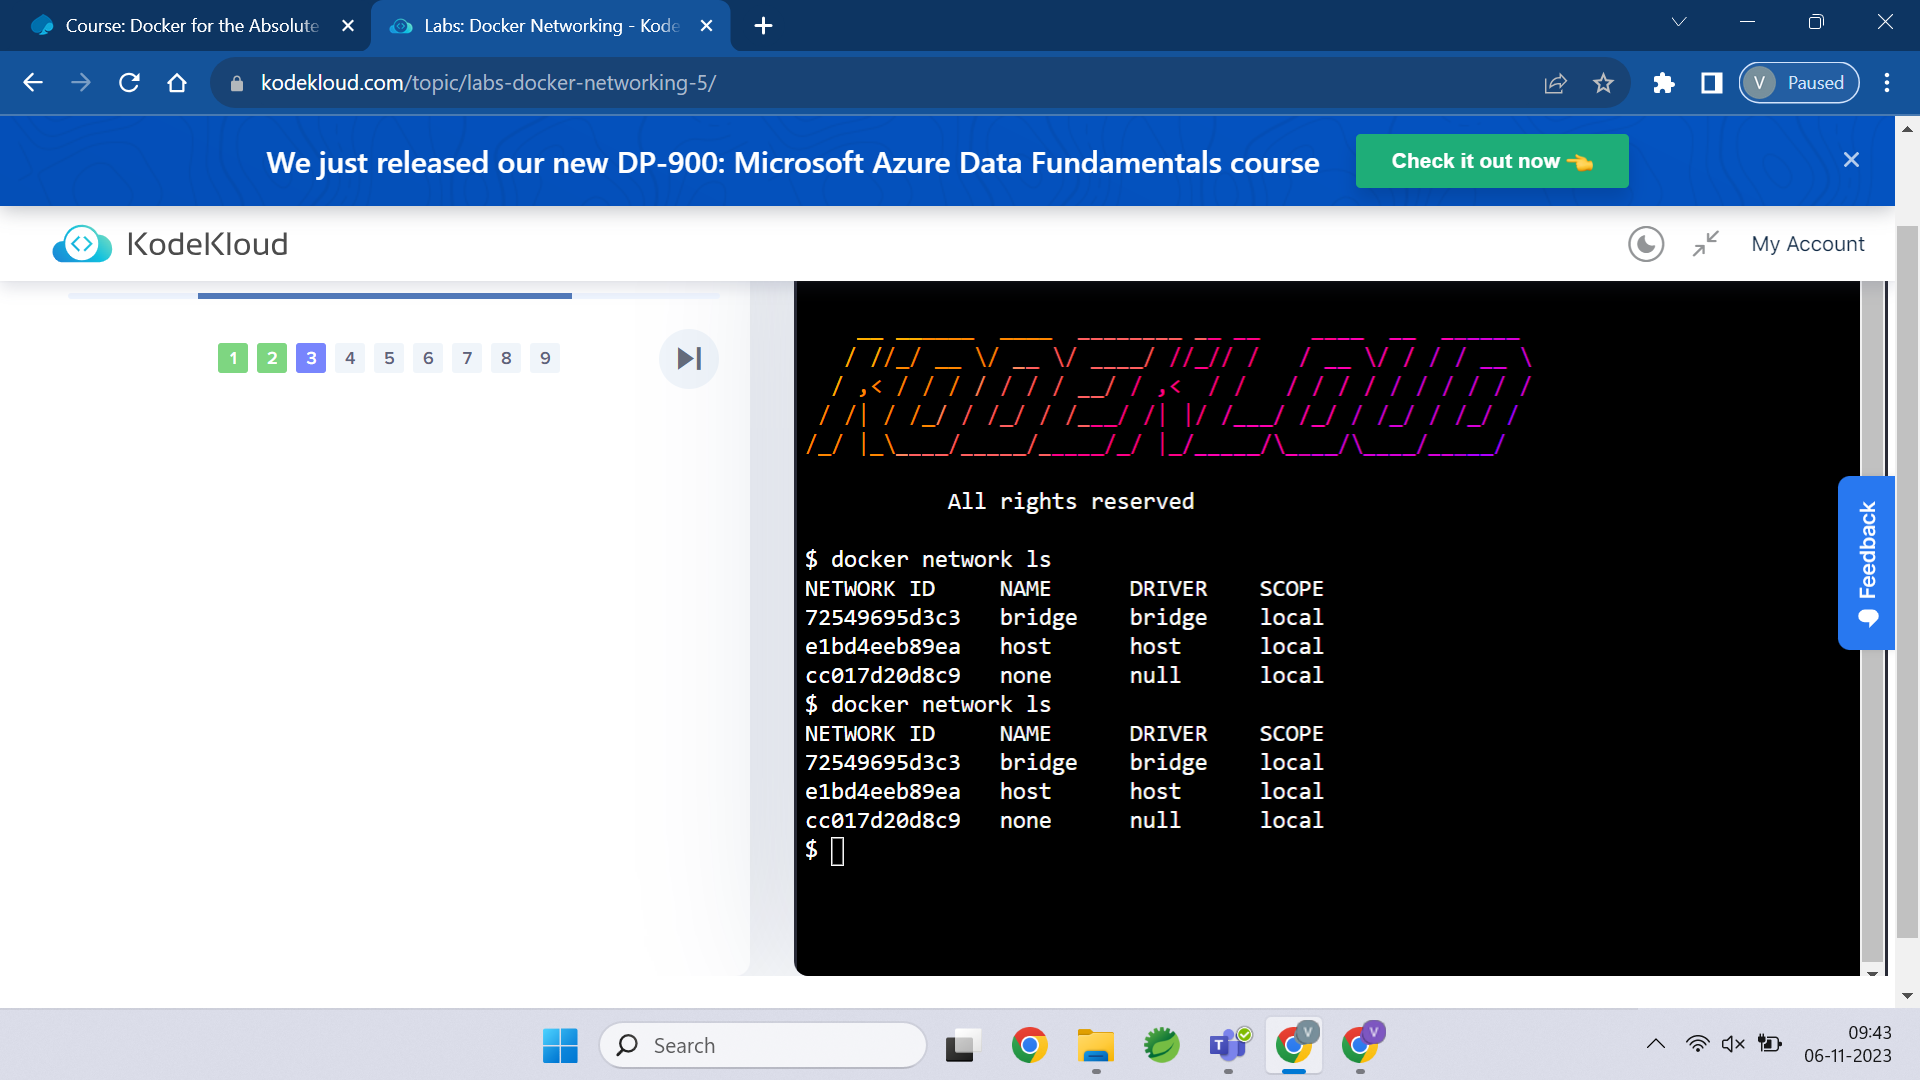 Course: Docker for the Absolute
Labs: Docker Networking - Kode
kodekloud.com/topic/labs-docker-networking-5/
V Paused
We just released our new DP-900: Microsoft Azure Data Fundamentals course
Check it out now
KodeKloud
My Account
1 2 3 4 5 6 7 8 9
KODEKLOUD
All rights reserved
$ docker network ls
NETWORK ID NAME DRIVER SCOPE
72549695d3c3 bridge bridge local
e1bd4eeb89ea host host local
cc017d20d8c9 none null local
$ docker network ls
NETWORK ID NAME DRIVER SCOPE
72549695d3c3 bridge bridge local
e1bd4eeb89ea host host local
cc017d20d8c9 none null local
$
Feedback
Search
T
V
V
09:43
06-11-2023